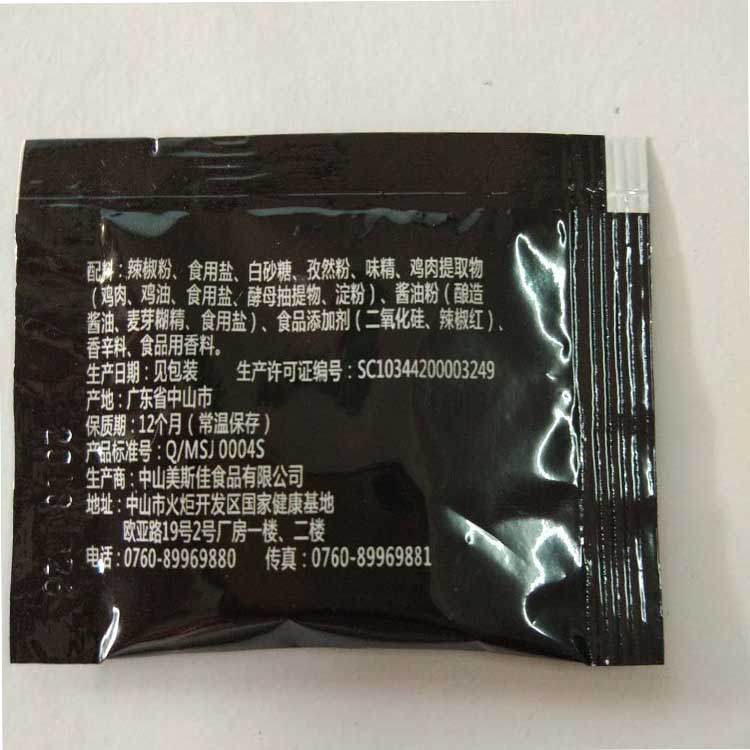 配料：辣椒粉、食用盐、白砂糖、孜然粉、味精、鸡肉提取物
（鸡肉、鸡油、食用盐、酵母抽提物、淀粉）、酱油粉（酿造
酱油、麦芽糊精、食用盐）、食品添加剂（二氧化硅、辣椒红）、
香辛料、食品用香料。
生产日期：见包装 生产许可证编号：SC10344200003249
产地：广东省中山市
保质期：12个月（常温保存）
产品标准号：Q/MSJ 0004S
生产商：中山美斯佳食品有限公司
地址：中山市火炬开发区国家健康基地
欧亚路19号2号厂房一楼、二楼
电话：0760-89969880 传真：0760-89969881